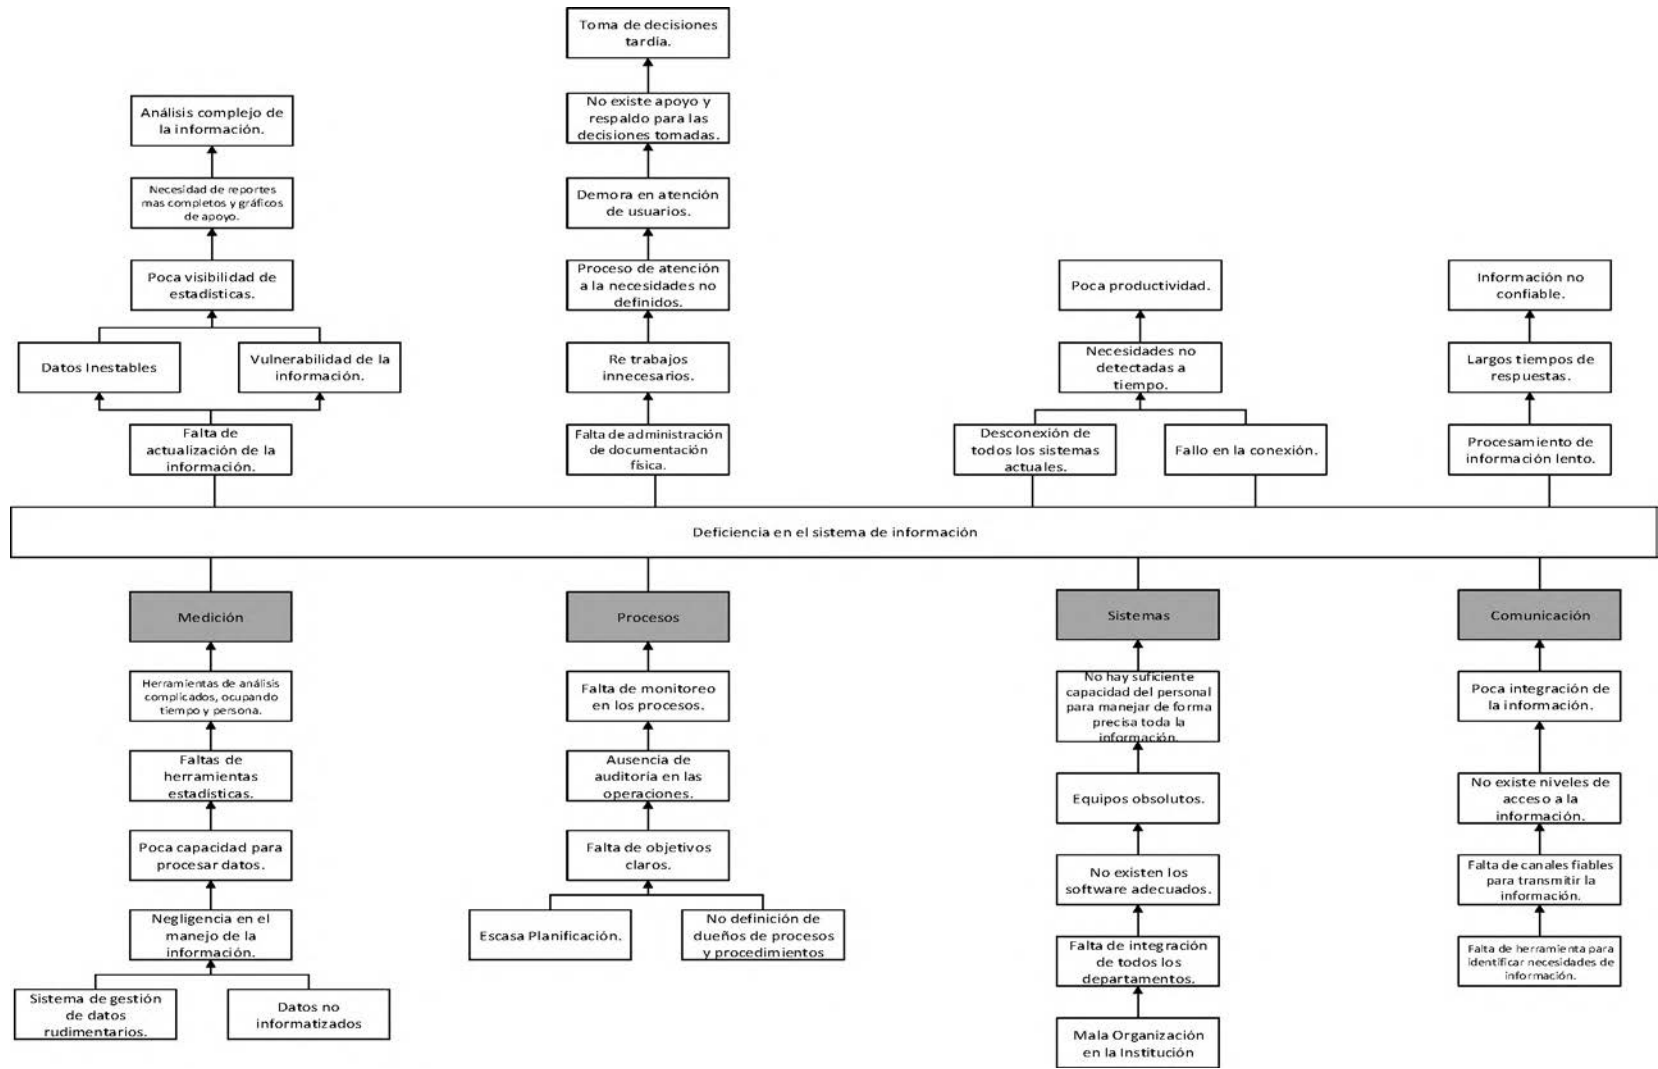 Toma de decisiones
tardía.
No existe apoyo y
respaldo para las
decisiones tomadas.
Demora en atención
de usuarios.
Proceso de atención
a la necesidades no
definidos.
Re trabajos
innecesarios.
Falta de administración
de documentación
física.
Análisis complejo de
la información.
Necesidad de reportes
mas completos y gráficos
de apoyo.
Poca visibilidad de
estadísticas.
Datos Inestables
Vulnerabilidad de la
información.
Falta de
actualización de la
información.
Poca productividad.
Necesidades no
detectadas a
tiempo.
Desconexión de
todos los sistemas
actuales.
Fallo en la conexión.
Información no
confiable.
Largos tiempos de
respuestas.
Procesamiento de
información lento.
Deficiencia en el sistema de información
Medición
Herramientas de análisis
complicados, ocupando
tiempo y persona.
Faltas de
herramientas
estadísticas.
Poca capacidad para
procesar datos.
Negligencia en el
manejo de la
información.
Sistema de gestión
de datos
rudimentarios.
Datos no
informatizados
Procesos
Falta de monitoreo
en los procesos.
Ausencia de
auditoría en las
operaciones.
Falta de objetivos
claros.
Escasa Planificación.
No definición de
dueños de procesos
y procedimientos
Sistemas
No hay suficiente
capacidad del personal
para manejar de forma
precisa toda la
información.
Equipos obsolutos.
No existen los
software adecuados.
Falta de integración
de todos los
departamentos.
Mala Organización
en la Institución
Comunicación
Poca integración de
la información.
No existe niveles de
acceso a la
información.
Falta de canales fiables
para transmitir la
información.
Falta de herramienta para
identificar necesidades de
información.